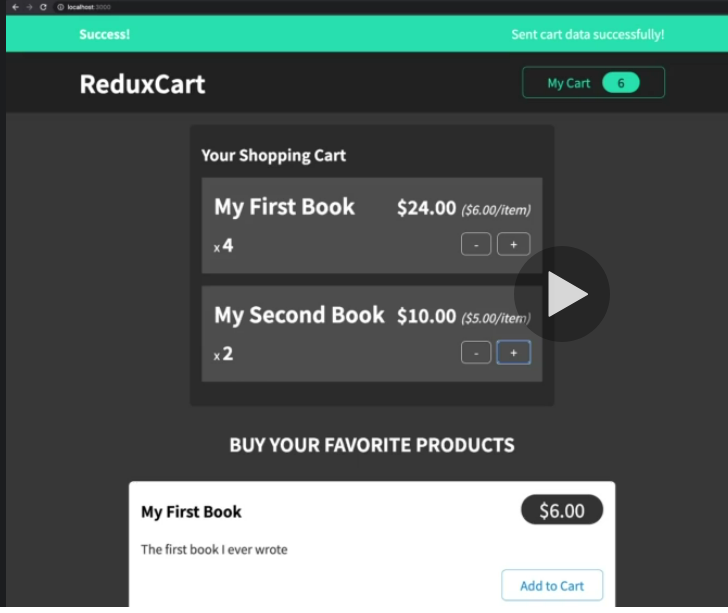 localhost:3000
Success! Sent cart data successfully!
ReduxCart My Cart 6
Your Shopping Cart
My First Book $24.00 ($6.00/item)
x 4 - +
My Second Book $10.00 ($5.00/item)
x 2 - +
BUY YOUR FAVORITE PRODUCTS
My First Book $6.00
The first book I ever wrote
Add to Cart